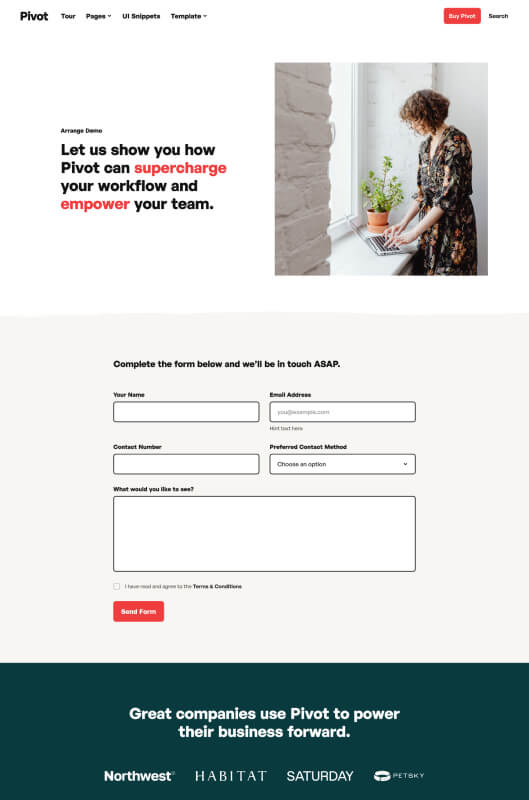 Pivot Tour Pages UI Snippets Template Buy Pivot Search
Arrange Demo
Let us show you how
Pivot can supercharge
your workflow and
empower your team.
Complete the form below and we'll be in touch ASAP.
Your Name Email Address
you@example.com
Hint text here
Contact Number Preferred Contact Method
Choose an option
What would you like to see?
I have read and agree to the Terms & Conditions
Send Form
Great companies use Pivot to power
their business forward.
Northwest® HABITAT SATURDAY PETSKY